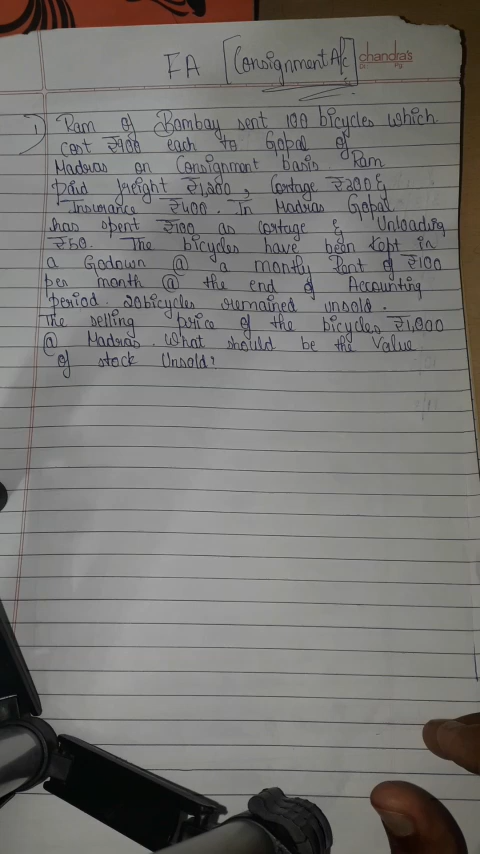 FA [Consignment A/c] chandra's
1) Ram of Bombay sent 100 bicycles which
cost ₹900 each to Gopal of
Madras on Consignment basis. Ram
paid freight ₹1,200, Cartage ₹200 &
Insurance ₹400. In Madras Gopal
has spent ₹100 as cartage & Unloading
₹50. The bicycles have been kept in
a Godown @ a montly Rent of ₹100
per month @ the end of Accounting
period. 20 bicycles remained unsold.
The selling price of the bicycles ₹1,000
@ Madras. What should be the Value
of stock Unsold?